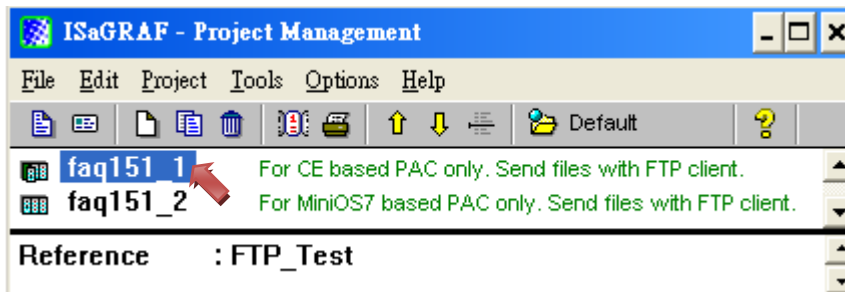 ISaGRAF - Project Management
File Edit Project Tools Options Help
Default
faq151_1 For CE based PAC only. Send files with FTP client.
faq151_2 For MiniOS7 based PAC only. Send files with FTP client.
Reference : FTP_Test